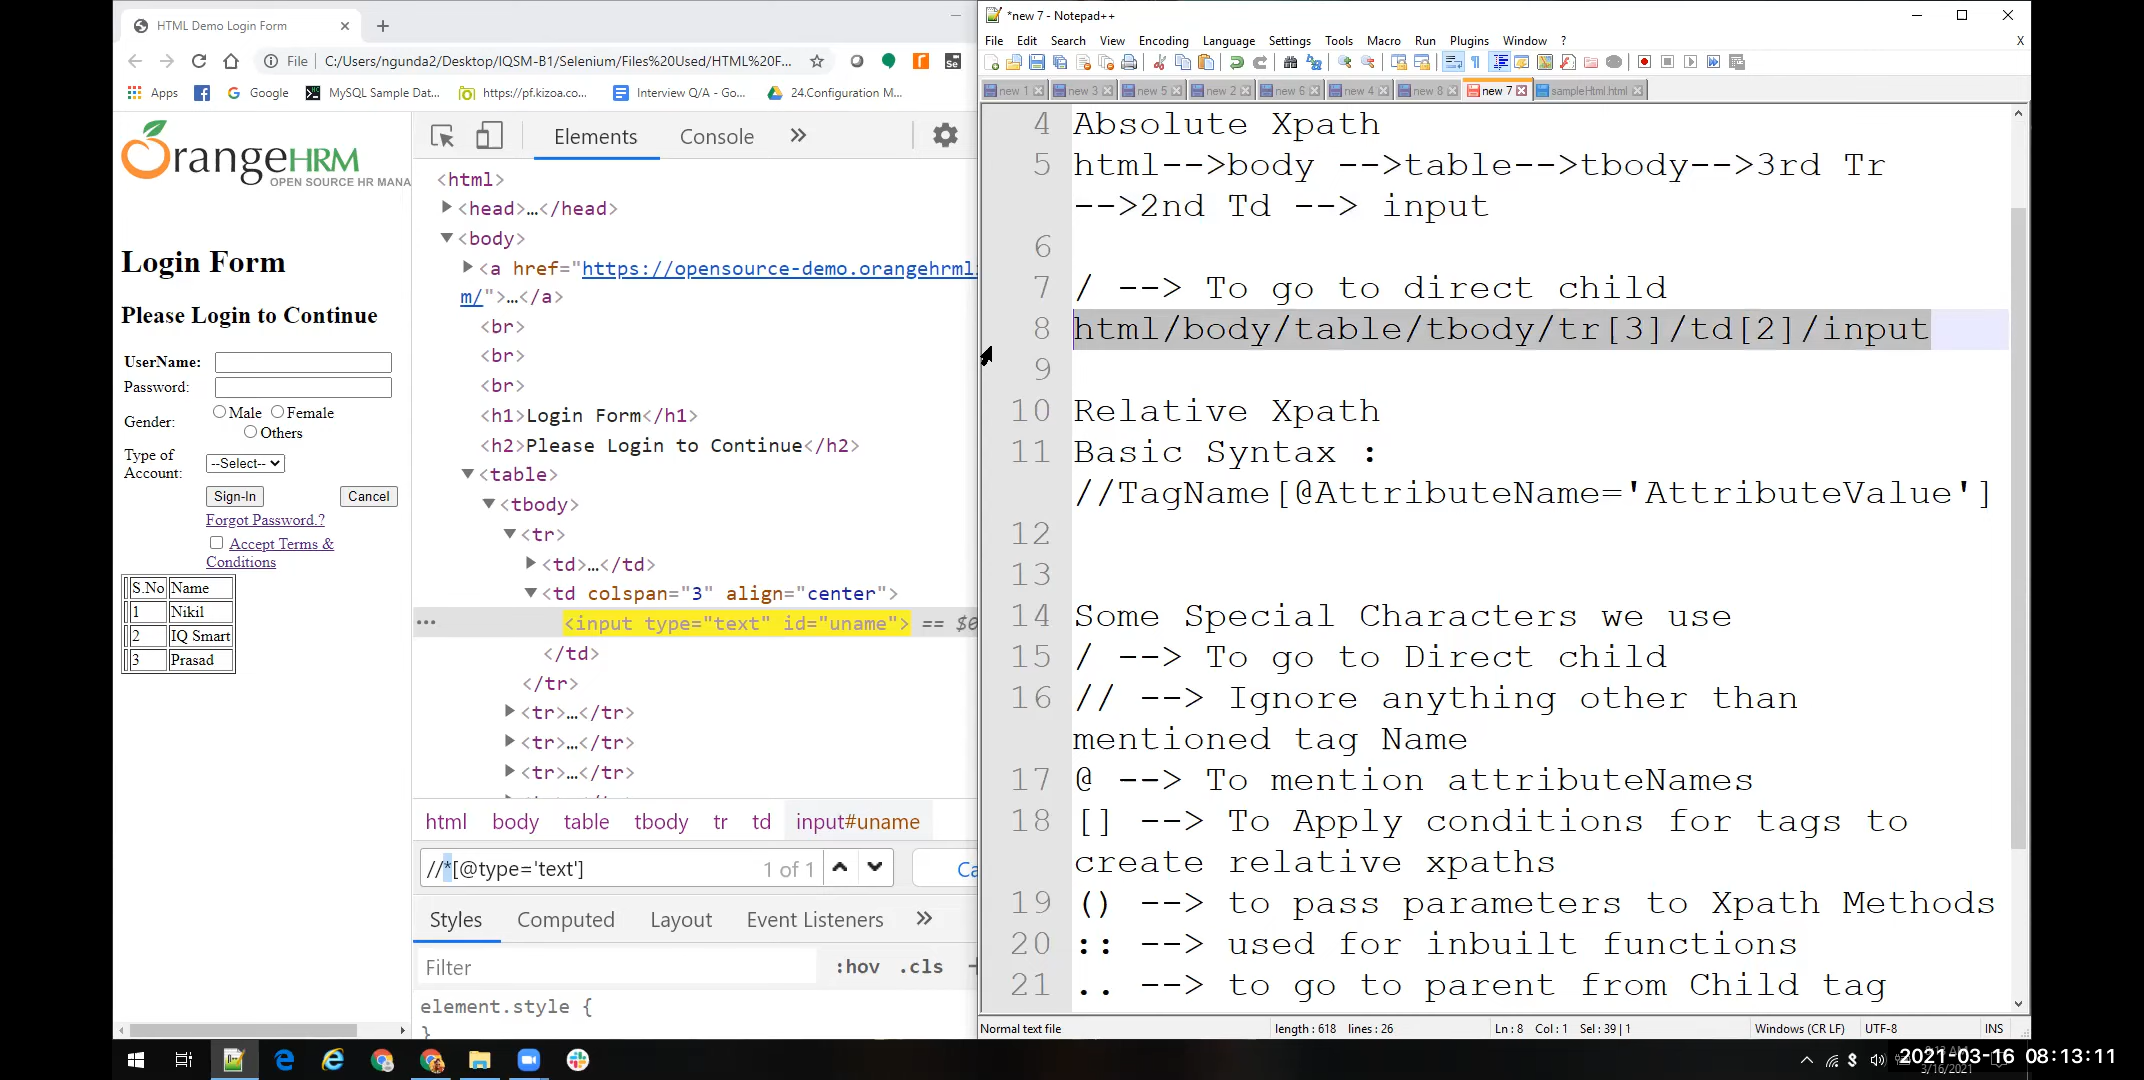 HTML Demo Login Form
File
C:/Users/ngunda2/Desktop/IQSM-B1/Selenium/Files%20Used/HTML%20F...
Apps
Google
MySQL Sample Dat...
https://pf.kizoa.co...
Interview Q/A - Go...
24.Configuration M...
OrangeHRM
OPEN SOURCE HR MANA
Login Form
Please Login to Continue
UserName:
Password:
Gender:
Male
Female
Others
Type of
Account:
--Select--
Sign-In
Cancel
Forgot Password.?
Accept Terms &
Conditions
S.No Name
1 Nikil
2 IQ Smart
3 Prasad
Elements
Console
<html>
<head>…</head>
<body>
<a href="https://opensource-demo.orangehrmls
m/">…</a>
<br>
<br>
<br>
<h1>Login Form</h1>
<h2>Please Login to Continue</h2>
<table>
<tbody>
<tr>
<td>…</td>
<td colspan="3" align="center">
<input type="text" id="uname"> == $0
</td>
</tr>
<tr>…</tr>
<tr>…</tr>
<tr>…</tr>
html body table tbody tr td input#uname
//*[@type='text']
1 of 1
Ca
Styles
Computed
Layout
Event Listeners
Filter
:hov .cls +
element.style {
}
*new 7 - Notepad++
File Edit Search View Encoding Language Settings Tools Macro Run Plugins Window ?
X
new 1
new 3
new 5
new 2
new 6
new 4
new 8
new 7
sampleHtml.html
4 Absolute Xpath
5 html-->body -->table-->tbody-->3rd Tr
-->2nd Td --> input
6
7 / --> To go to direct child
8 html/body/table/tbody/tr[3]/td[2]/input
9
10 Relative Xpath
11 Basic Syntax :
//TagName[@AttributeName='AttributeValue']
12
13
14 Some Special Characters we use
15 / --> To go to Direct child
16 // --> Ignore anything other than
mentioned tag Name
17 @ --> To mention attributeNames
18 [] --> To Apply conditions for tags to
create relative xpaths
19 () --> to pass parameters to Xpath Methods
20 :: --> used for inbuilt functions
21 .. --> to go to parent from Child tag
Normal text file
length : 618 lines : 26
Ln : 8 Col : 1 Sel : 39 | 1
Windows (CR LF)
UTF-8
INS
2021-03-16 08:13:11
3/16/2021